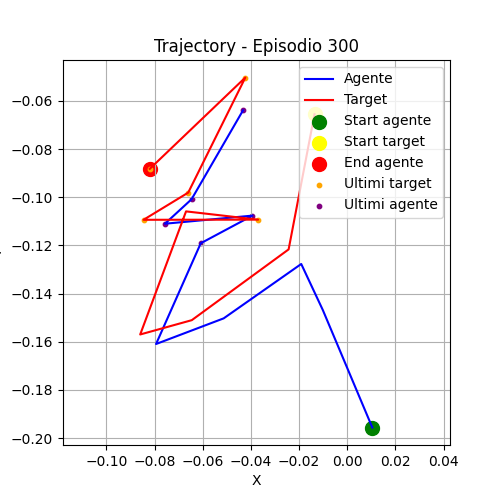 Trajectory - Episodio 300
Agente
Target
Start agente
Start target
End agente
Ultimi target
Ultimi agente
−0.06
−0.08
−0.10
−0.12
−0.14
−0.16
−0.18
−0.20
−0.10 −0.08 −0.06 −0.04 −0.02 0.00 0.02 0.04
X